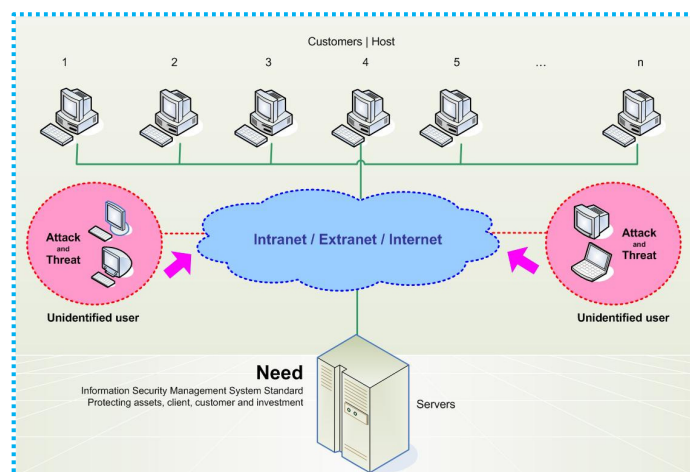 Customers | Host
1 2 3 4 5 ... n
Attack
and
Threat
Unidentified user
Intranet / Extranet / Internet
Attack
and
Threat
Unidentified user
Need
Information Security Management System Standard
Protecting assets, client, customer and investment
Servers